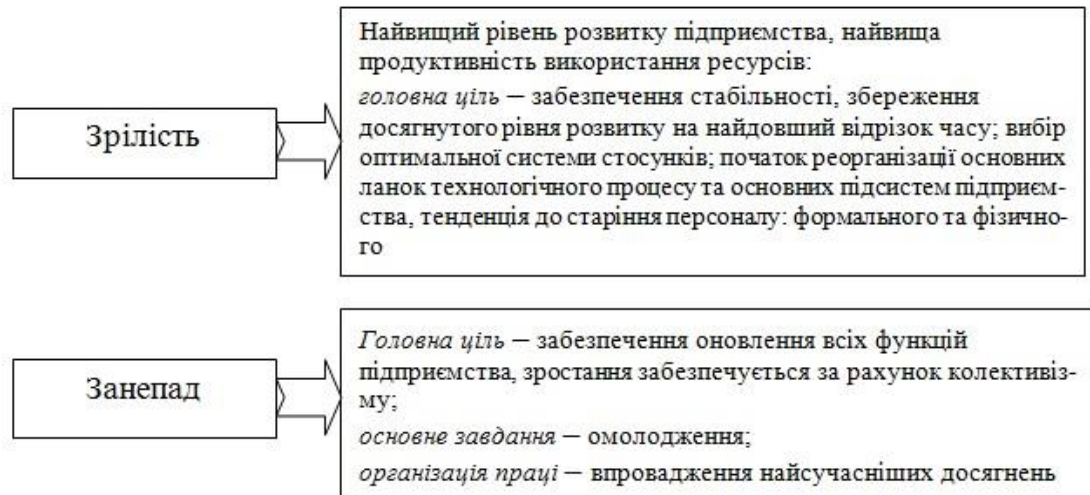 Зрілість
Найвищий рівень розвитку підприємства, найвища
продуктивність використання ресурсів:
головна ціль — забезпечення стабільності, збереження
досягнутого рівня розвитку на найдовший відрізок часу; вибір
оптимальної системи стосунків; початок реорганізації основних
ланок технологічного процесу та основних підсистем підприєм-
ства, тенденція до старіння персоналу: формального та фізично-
го
Занепад
Головна ціль — забезпечення оновлення всіх функцій
підприємства, зростання забезпечується за рахунок колективіз-
му;
основне завдання — омолодження;
організація праці — впровадження найсучасніших досягнень